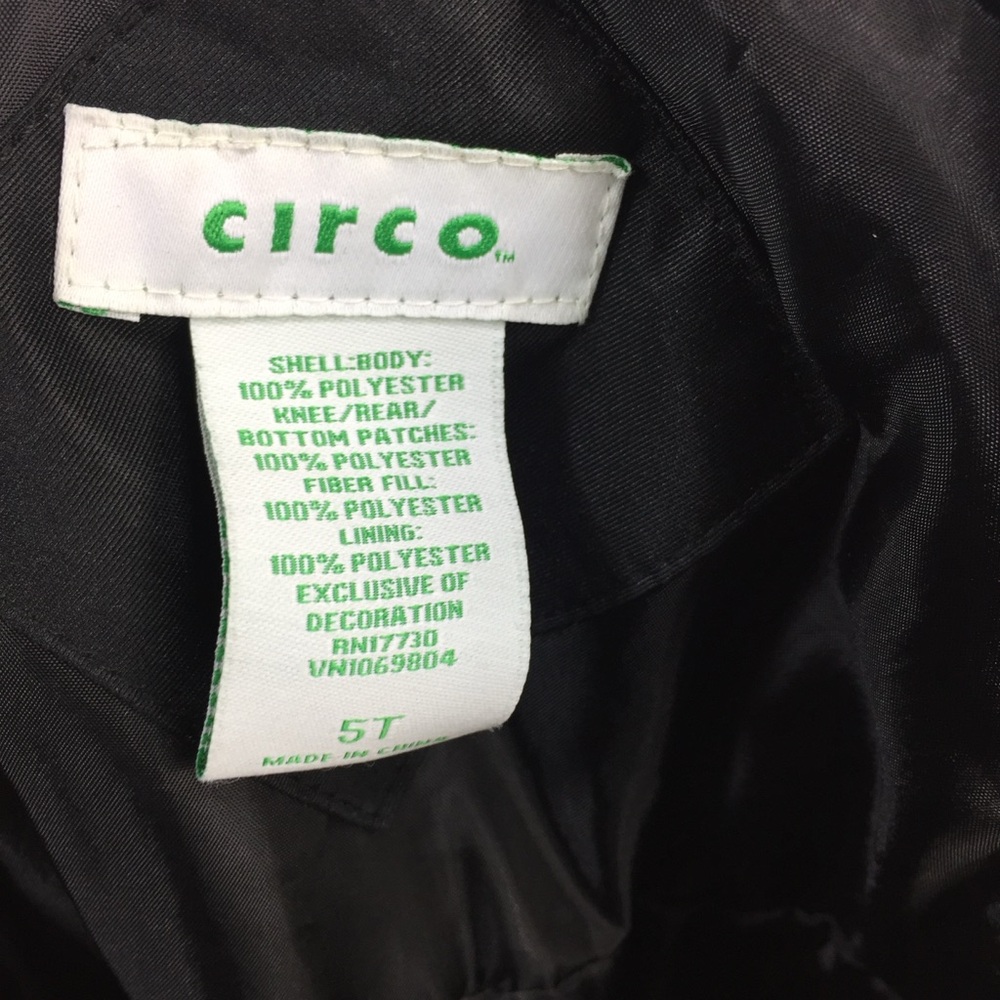 circo™
SHELL:BODY:
100% POLYESTER
KNEE/REAR/
BOTTOM PATCHES:
100% POLYESTER
FIBER FILL:
100% POLYESTER
LINING:
100% POLYESTER
EXCLUSIVE OF
DECORATION
RN17730
VN1069804
5T
MADE IN CHINA